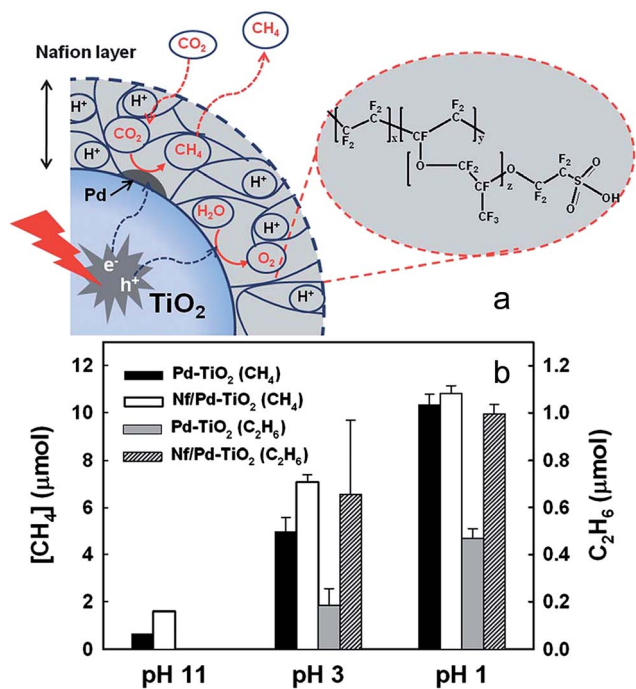 Nafion layer
CO2
CH4
H+
H+
CO2
CH4
H+
H+
Pd
H2O
H+
O2
H+
e-
h+
TiO2
F2
C
C
F2
x
CF
F2
C
C
F2
y
O
CF2
CF
CF3
z
O
F2
C
C
F2
S
O
O
OH
a
b
Pd-TiO2 (CH4)
Nf/Pd-TiO2 (CH4)
Pd-TiO2 (C2H6)
Nf/Pd-TiO2 (C2H6)
[CH4] (μmol)
12
10
8
6
4
2
0
C2H6 (μmol)
1.2
1.0
0.8
0.6
0.4
0.2
0.0
pH 11
pH 3
pH 1